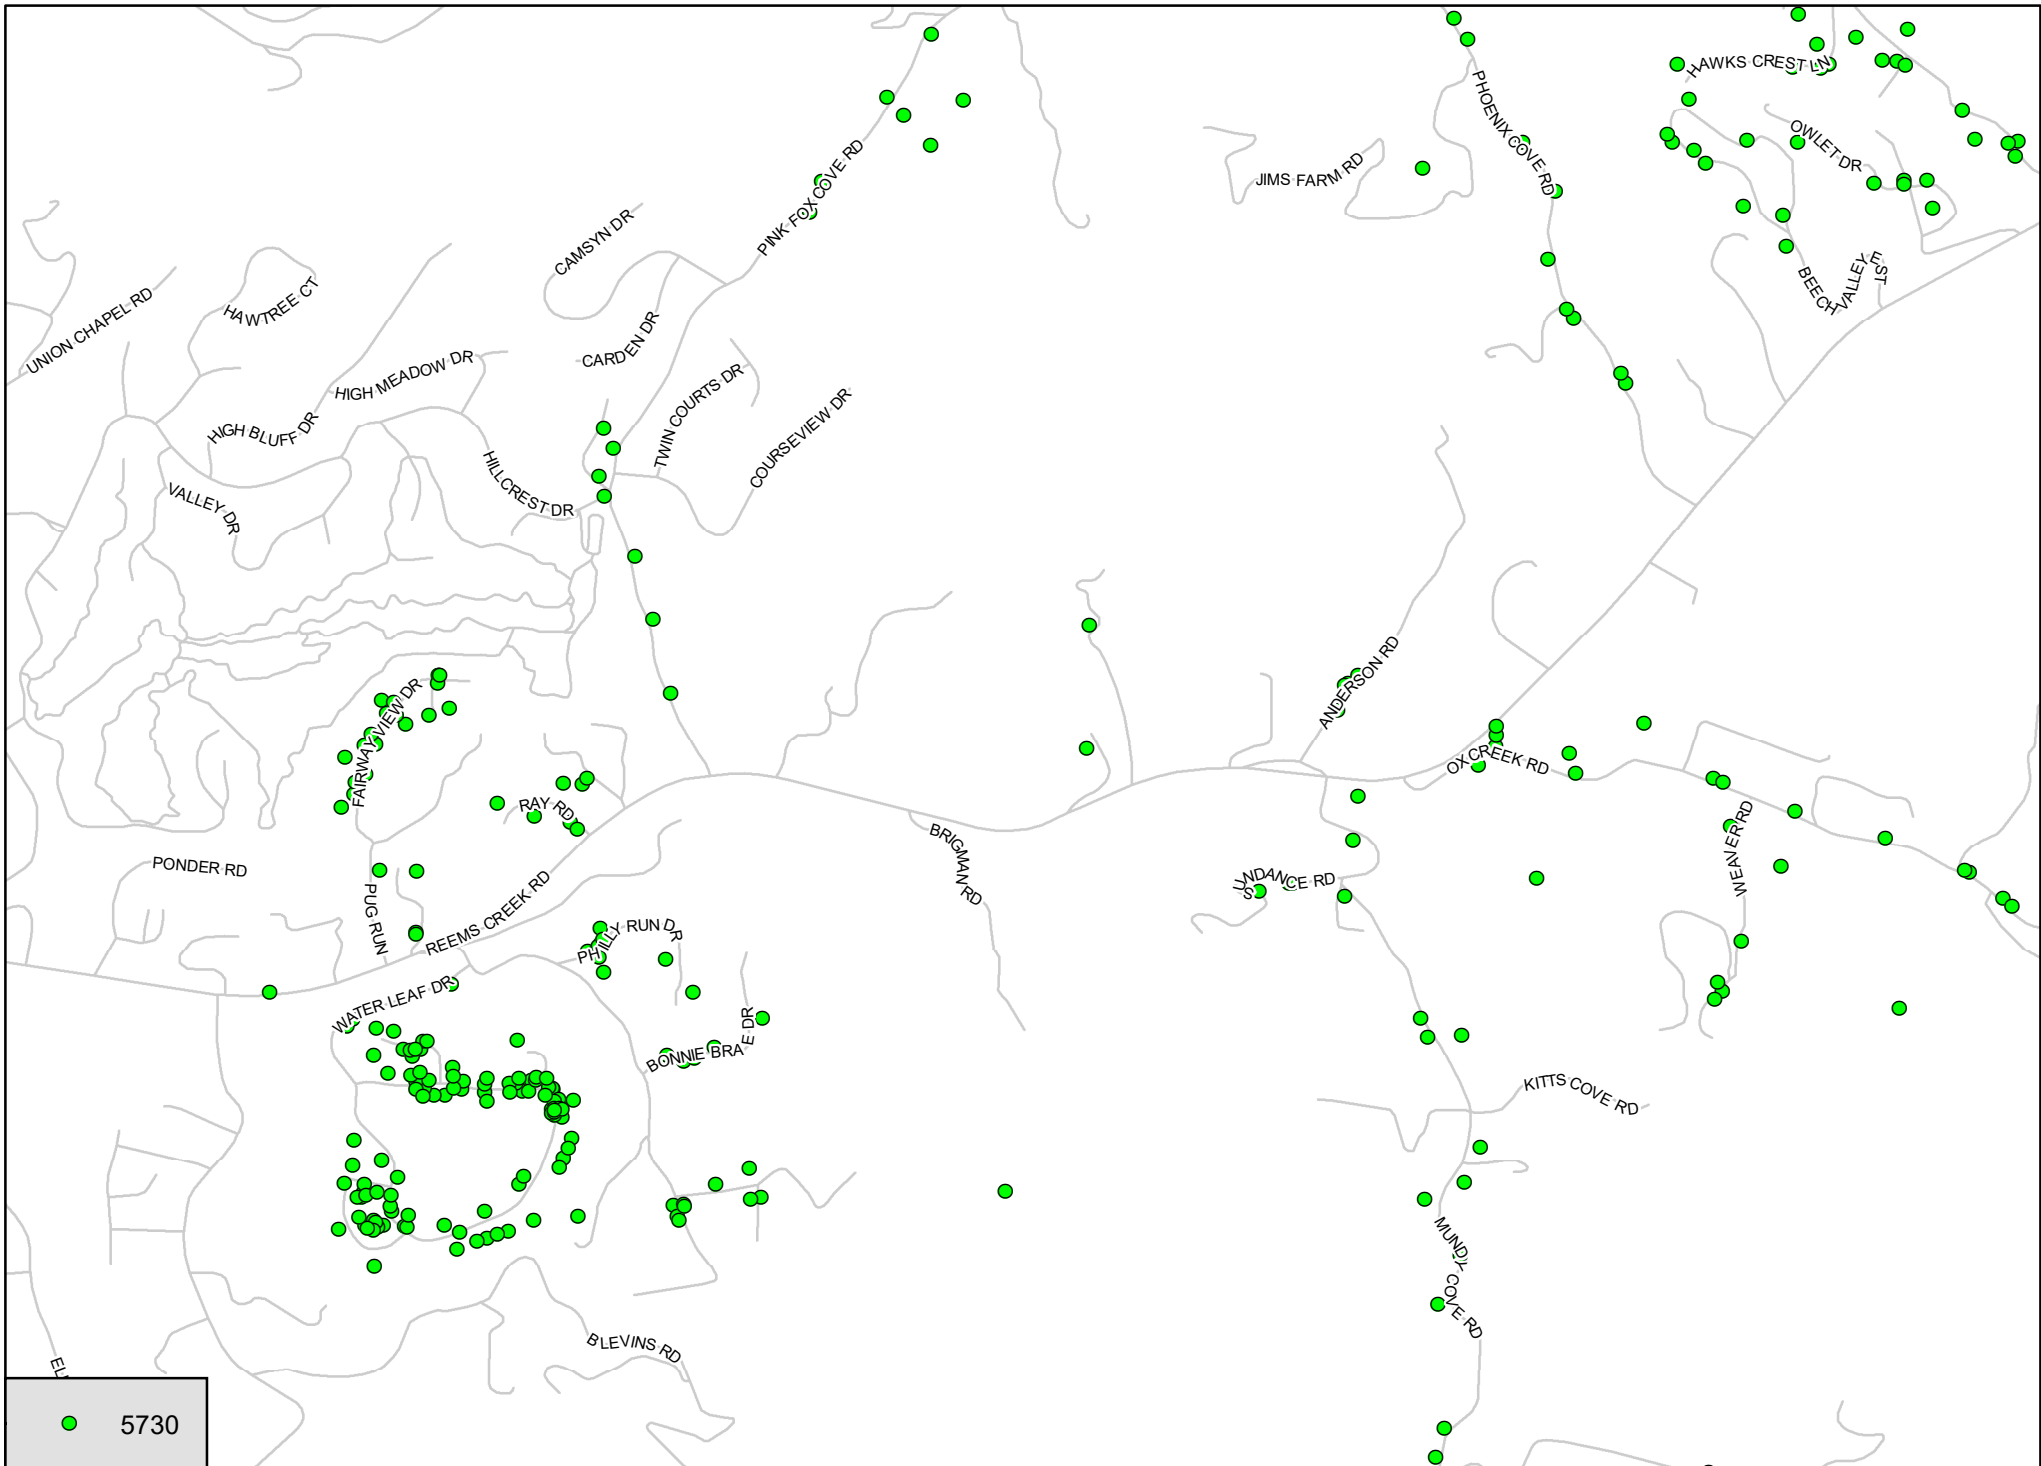 HAWKS CREST LN
PHOENIX COVE RD
OWLET DR
PINK FOX COVE RD
JIMS FARM RD
CAMSYN DR
BEECH VALLEY EST
UNION CHAPEL RD
HAWTREE CT
CARDEN DR
HIGH MEADOW DR
TWIN COURTS DR
COURSEVIEW DR
HIGH BLUFF DR
HILLCREST DR
VALLEY DR
ANDERSON RD
FAIRWAY VIEW DR
OX CREEK RD
RAY RD
BRIGMAN RD
WEAVER RD
PONDER RD
SUNDANCE RD
PUG RUN
REEMS CREEK RD
PHILLY RUN DR
WATER LEAF DR
BONNIE BRAE DR
KITTS COVE RD
MUNDY COVE RD
BLEVINS RD
5730